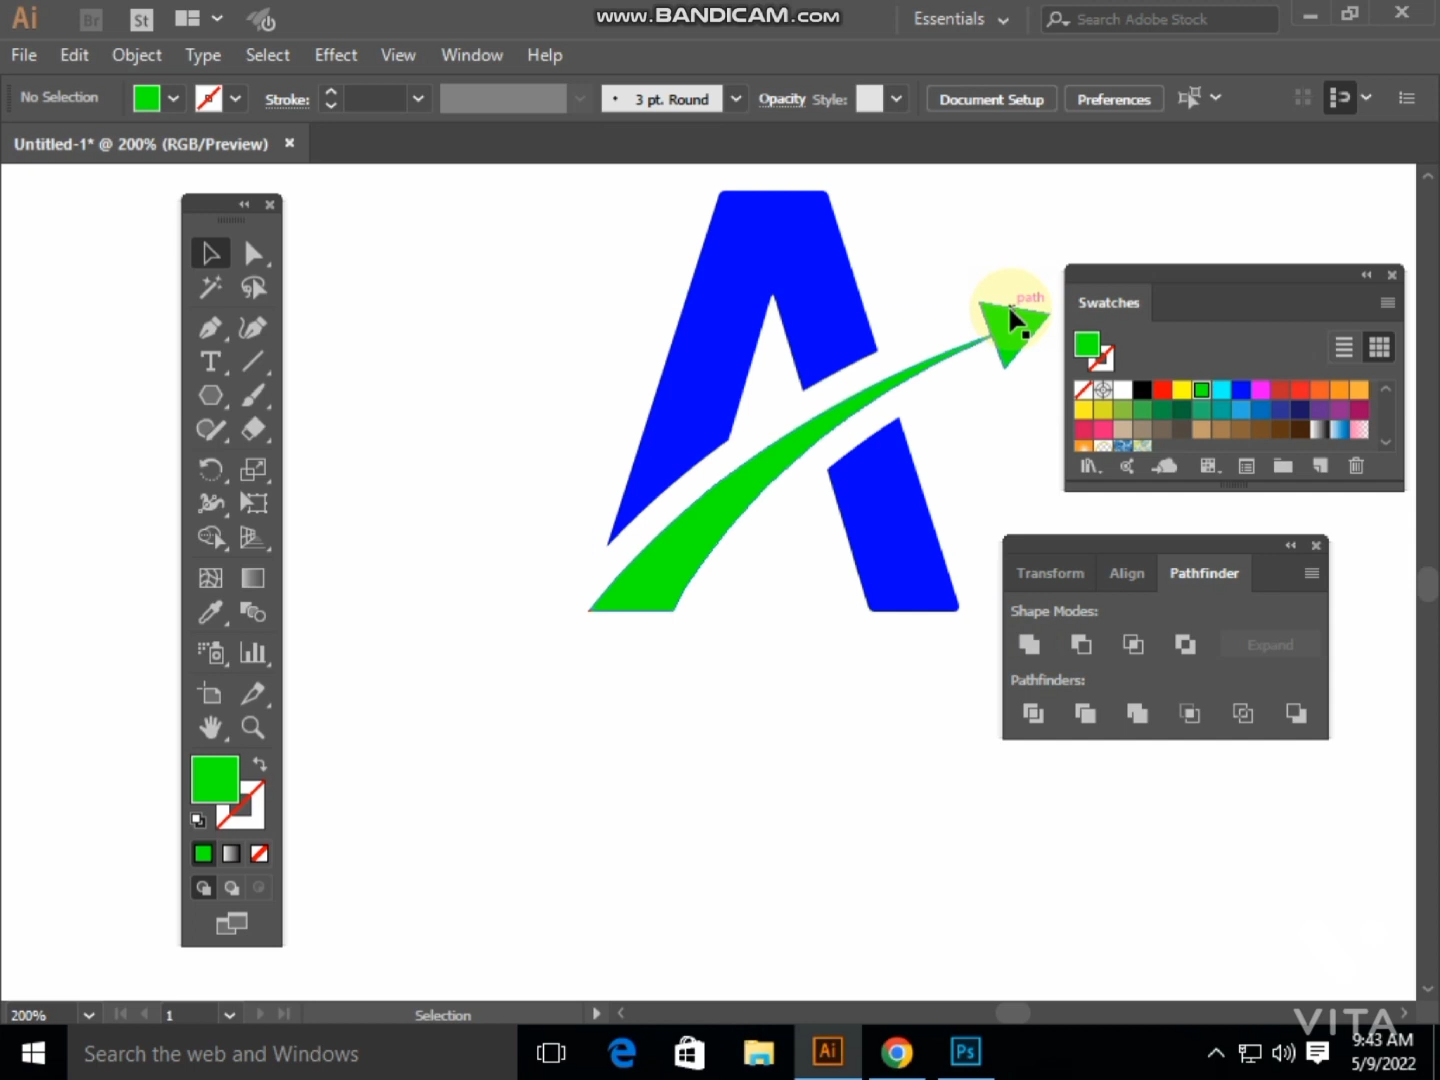 Ai Br St www.BANDICAM.com Essentials Search Adobe Stock
File Edit Object Type Select Effect View Window Help
No Selection Stroke: 3 pt. Round Opacity Style: Document Setup Preferences
Untitled-1* @ 200% (RGB/Preview)
path
Swatches
Transform Align Pathfinder
Shape Modes:
Expand
Pathfinders:
200% 1 Selection
VITA
Search the web and Windows Ai Ps 9:43 AM
5/9/2022